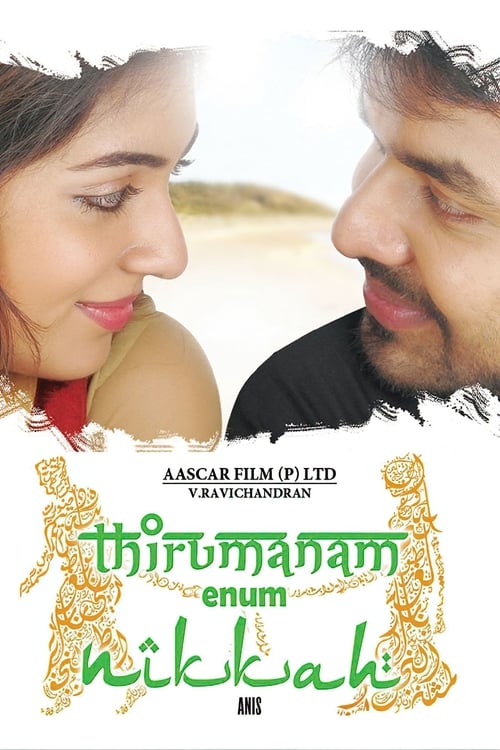 AASCAR FILM (P) LTD
V.RAVICHANDRAN
thirumanam
enum
nikkah
ANIS